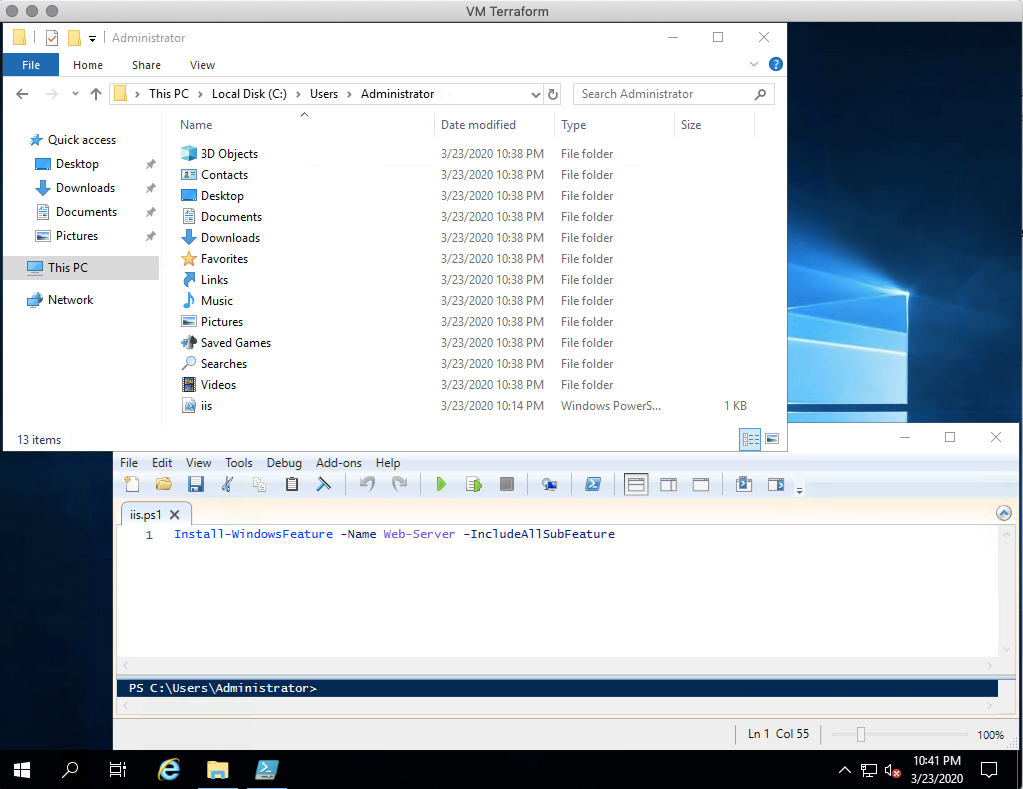 VM Terraform
Administrator
File Home Share View
This PC Local Disk (C:) Users Administrator Search Administrator
Name Date modified Type Size
Quick access
Desktop
Downloads
Documents
Pictures
This PC
Network
3D Objects 3/23/2020 10:38 PM File folder
Contacts 3/23/2020 10:38 PM File folder
Desktop 3/23/2020 10:38 PM File folder
Documents 3/23/2020 10:38 PM File folder
Downloads 3/23/2020 10:38 PM File folder
Favorites 3/23/2020 10:38 PM File folder
Links 3/23/2020 10:38 PM File folder
Music 3/23/2020 10:38 PM File folder
Pictures 3/23/2020 10:38 PM File folder
Saved Games 3/23/2020 10:38 PM File folder
Searches 3/23/2020 10:38 PM File folder
Videos 3/23/2020 10:38 PM File folder
iis 3/23/2020 10:14 PM Windows PowerS... 1 KB
13 items
File Edit View Tools Debug Add-ons Help
iis.ps1
1 Install-WindowsFeature -Name Web-Server -IncludeAllSubFeature
PS C:\Users\Administrator>
Ln 1 Col 55 100%
10:41 PM
3/23/2020